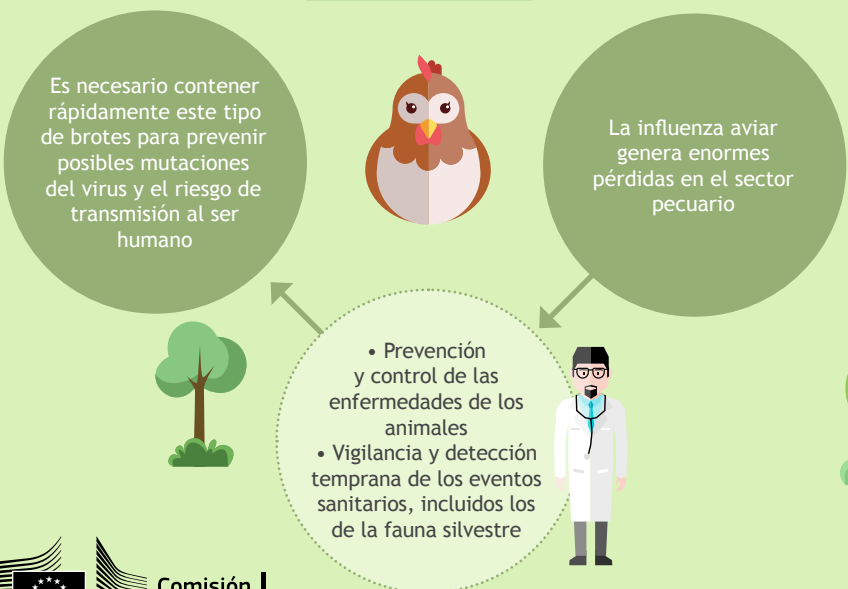 Es necesario contener
rápidamente este tipo
de brotes para prevenir
posibles mutaciones
del virus y el riesgo de
transmisión al ser
humano
La influenza aviar
genera enormes
pérdidas en el sector
pecuario
• Prevención
y control de las
enfermedades de los
animales
• Vigilancia y detección
temprana de los eventos
sanitarios, incluidos los
de la fauna silvestre
Comisión